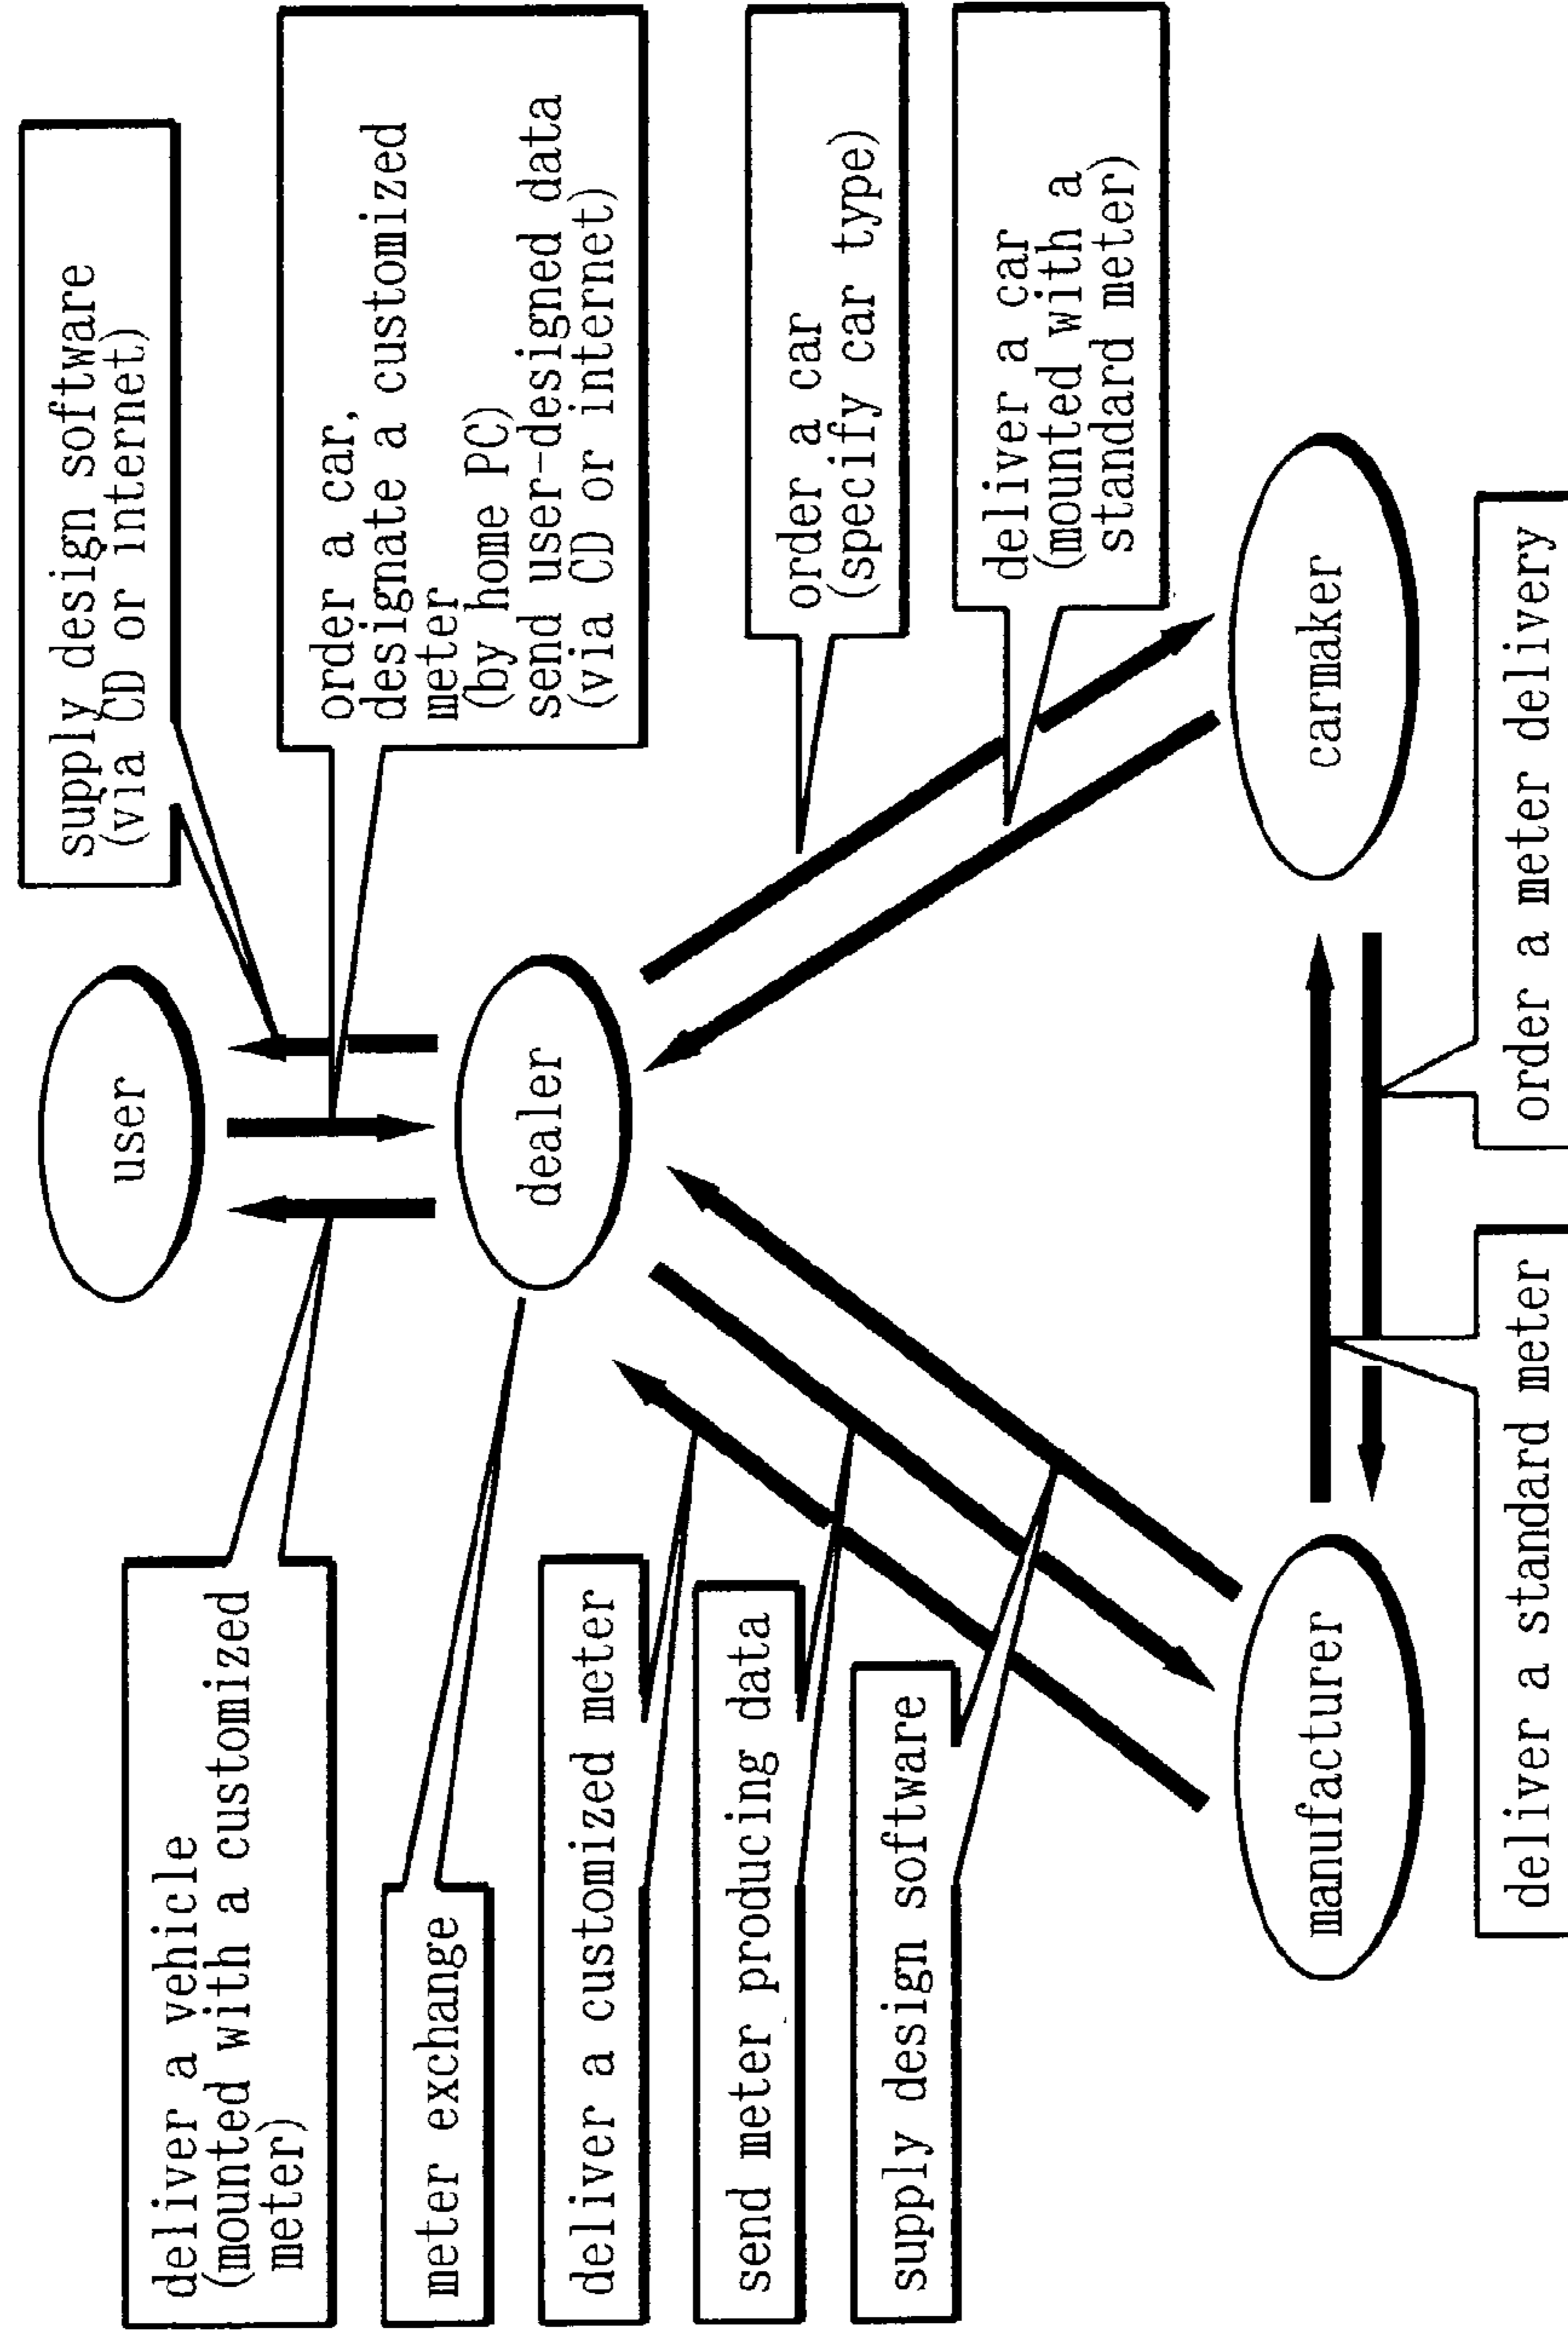 user
supply design software
(via CD or internet)
deliver a vehicle
(mounted with a customized
meter)
order a car,
designate a customized
meter
(by home PC)
send user-designed data
(via CD or internet)
meter exchange
dealer
deliver a customized meter
send meter producing data
supply design software
order a car
(specify car type)
deliver a car
(mounted with a
standard meter)
manufacturer
carmaker
deliver a standard meter
order a meter delivery